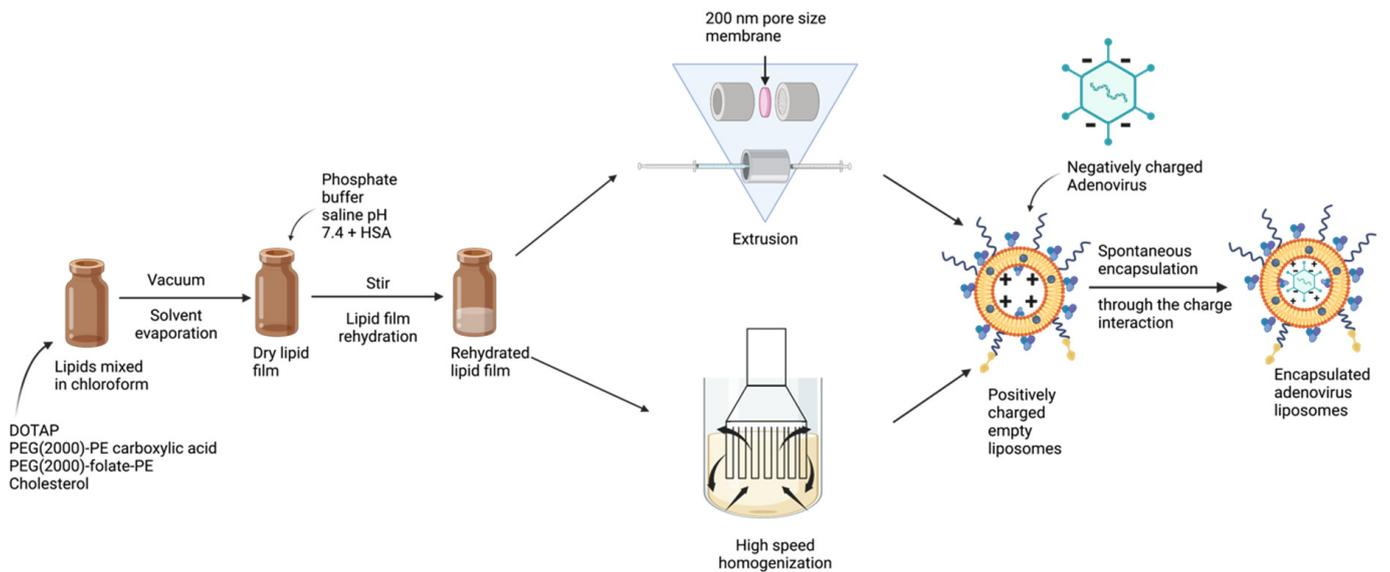 200 nm pore size
membrane
Phosphate
buffer
saline pH
7.4 + HSA
Vacuum
Solvent
evaporation
Stir
Lipid film
rehydration
Lipids mixed
in chloroform
Dry lipid
film
Rehydrated
lipid film
DOTAP
PEG(2000)-PE carboxylic acid
PEG(2000)-folate-PE
Cholesterol
Extrusion
High speed
homogenization
Negatively charged
Adenovirus
Spontaneous
encapsulation
through the charge
interaction
Positively
charged
empty
liposomes
Encapsulated
adenovirus
liposomes